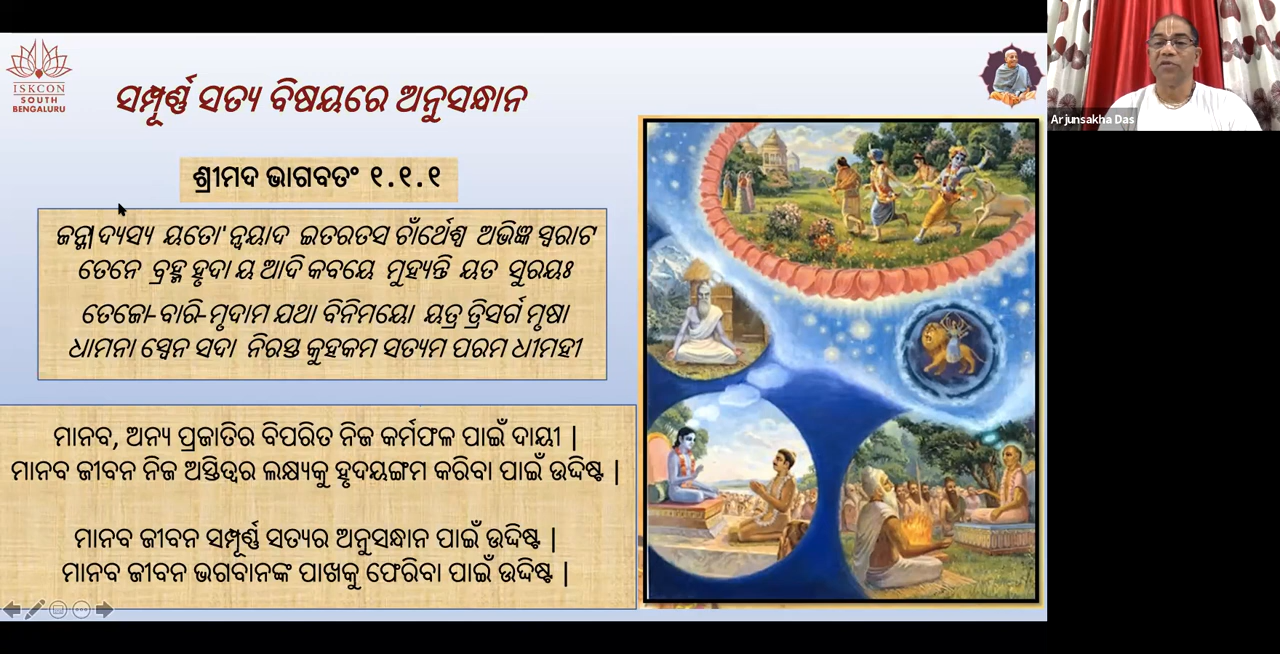 ISKCON
SOUTH
BENGALURU
ସମ୍ପୂର୍ଣ୍ଣ ସତ୍ୟ ବିଷୟରେ ଅନୁସନ୍ଧାନ
ଶ୍ରୀମଦ ଭାଗବତଂ ୧.୧.୧
ଜନ୍ମାଦ୍ୟସ୍ୟ ୟତୋ'ନ୍ୱୟାଦ ଇତରତସ ଚାଁର୍ଥେଶ୍ୱ ଅଭିଜ୍ଞ ସ୍ୱରାଟ
ତେନେ ବ୍ରହ୍ମ ହୃଦା ୟ ଆଦି କବୟେ ମୁହ୍ୟନ୍ତି ୟତ ସୁରୟଃ
ତେଜୋ-ବାରି-ମୃଦାମ ଯଥା ବିନିମୟୋ ୟତ୍ର ତ୍ରିସର୍ଗ ମୃଷା
ଧାମନା ସ୍ୱେନ ସଦା ନିରସ୍ତ କୁହକମ ସତ୍ୟମ ପରମ ଧୀମହୀ
ମାନବ, ଅନ୍ୟ ପ୍ରଜାତିର ବିପରିତ ନିଜ କର୍ମଫଳ ପାଇଁ ଦାୟୀ |
ମାନବ ଜୀବନ ନିଜ ଅସ୍ତିତ୍ୱର ଲକ୍ଷ୍ୟକୁ ହୃଦୟଙ୍ଗମ କରିବା ପାଇଁ ଉଦ୍ଦିଷ୍ଟ |
ମାନବ ଜୀବନ ସମ୍ପୂର୍ଣ୍ଣ ସତ୍ୟର ଅନୁସନ୍ଧାନ ପାଇଁ ଉଦ୍ଦିଷ୍ଟ |
ମାନବ ଜୀବନ ଭଗବାନଙ୍କ ପାଖକୁ ଫେରିବା ପାଇଁ ଉଦ୍ଦିଷ୍ଟ |
Arjunsakha Das